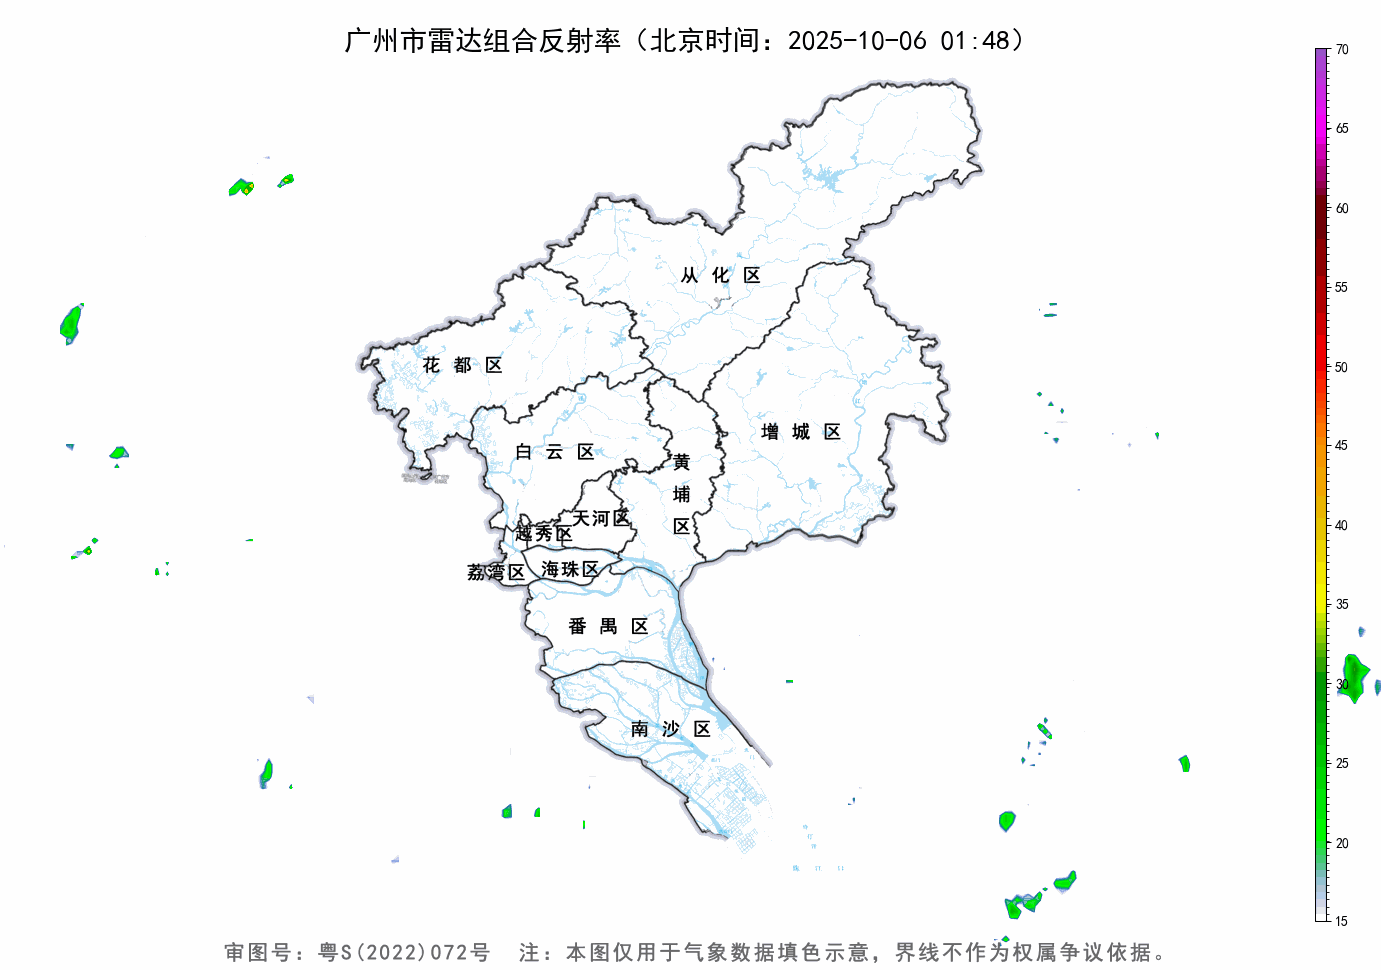 广州市雷达组合反射率（北京时间：2025-10-06 01:48）
70
65
60
55
50
45
40
35
30
25
20
15
从化区
花都区
增城区
白云区
黄埔区
天河区
越秀区
荔湾区
海珠区
番禺区
南沙区
审图号：粤S(2022)072号 注：本图仅用于气象数据填色示意，界线不作为权属争议依据。